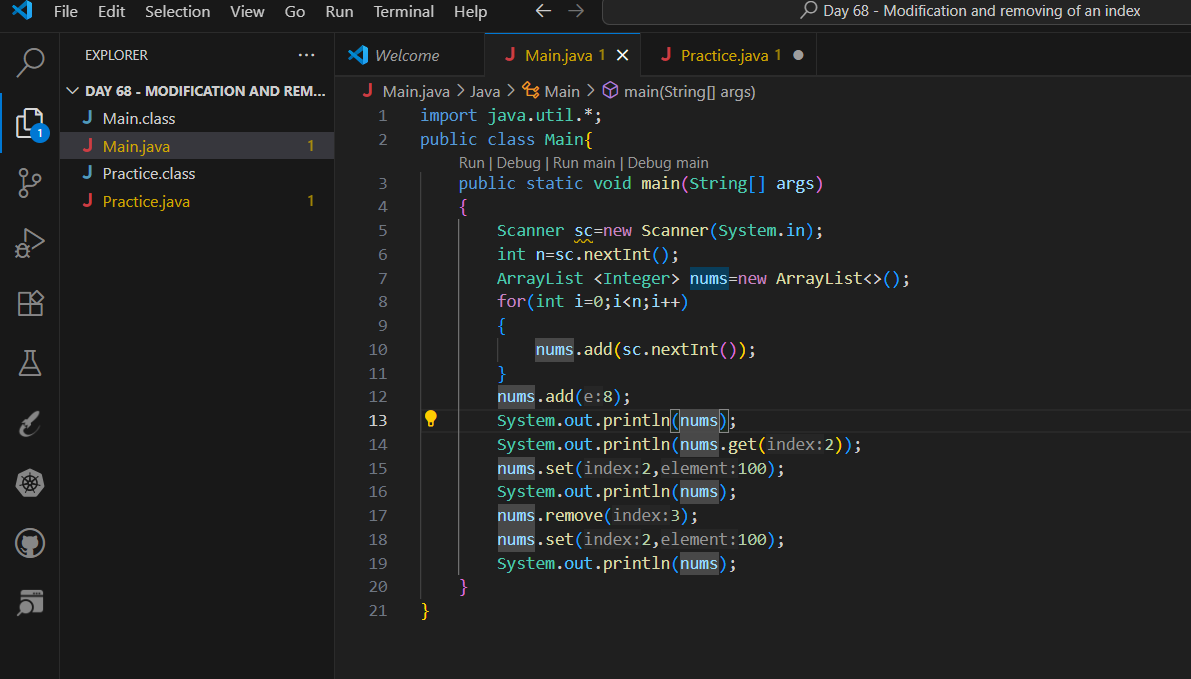 File Edit Selection View Go Run Terminal Help
Day 68 - Modification and removing of an index
EXPLORER
DAY 68 - MODIFICATION AND REM...
Main.class
Main.java 1
Practice.class
Practice.java 1
1
Welcome
Main.java 1
Practice.java 1
Main.java > Java > Main > main(String[] args)
1 import java.util.*;
2 public class Main{
Run | Debug | Run main | Debug main
3 public static void main(String[] args)
4 {
5 Scanner sc=new Scanner(System.in);
6 int n=sc.nextInt();
7 ArrayList <Integer> nums=new ArrayList<>();
8 for(int i=0;i<n;i++)
9 {
10 nums.add(sc.nextInt());
11 }
12 nums.add(e:8);
13 System.out.println(nums);
14 System.out.println(nums.get(index:2));
15 nums.set(index:2,element:100);
16 System.out.println(nums);
17 nums.remove(index:3);
18 nums.set(index:2,element:100);
19 System.out.println(nums);
20 }
21 }